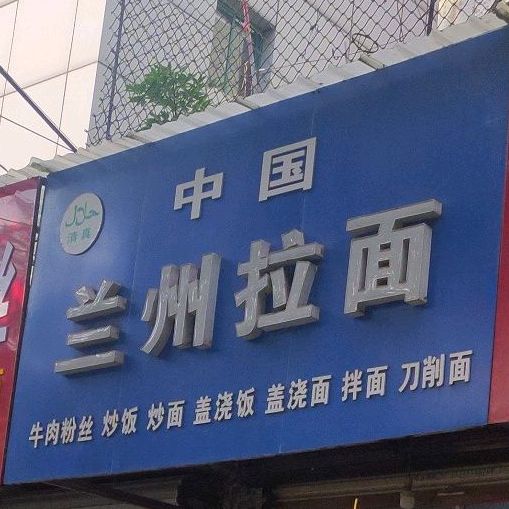 中国
حلال
清真
兰州拉面
牛肉粉丝 炒饭 炒面 盖浇饭 盖浇面 拌面 刀削面